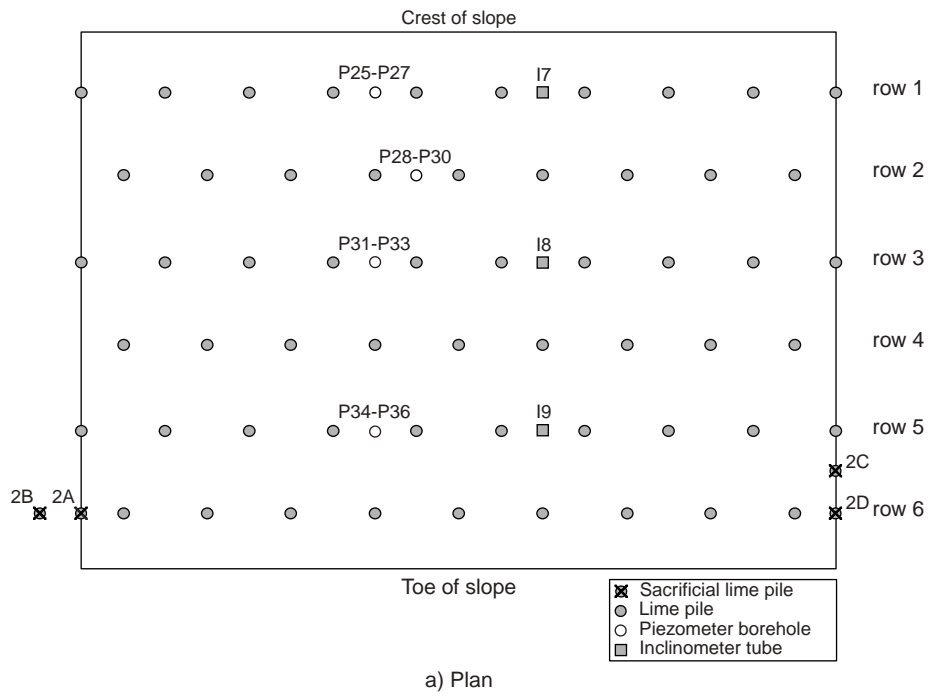 Crest of slope
P25-P27
I7
row 1
P28-P30
row 2
P31-P33
I8
row 3
row 4
P34-P36
I9
row 5
2C
2B 2A
2D row 6
Toe of slope
Sacrificial lime pile
Lime pile
Piezometer borehole
Inclinometer tube
a) Plan